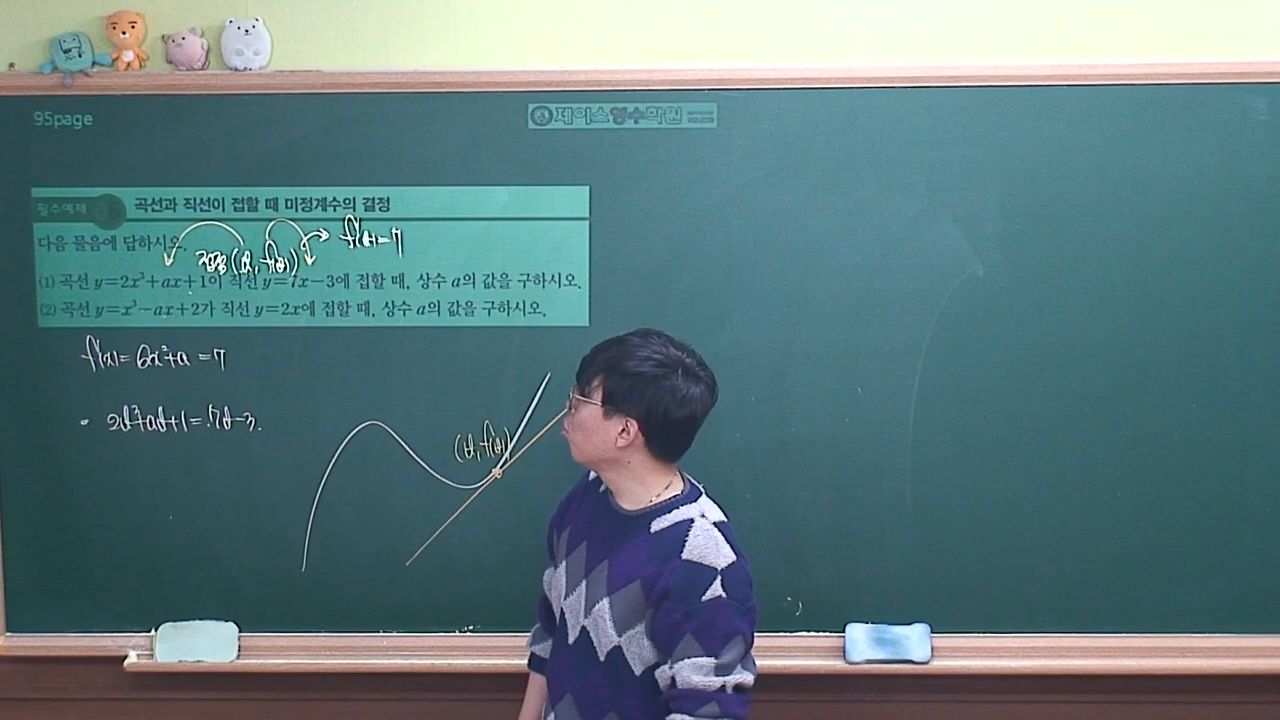 95page
제이스영수학원
필수예제 06 곡선과 직선이 접할 때 미정계수의 결정
다음 물음에 답하시오.
접점(α, f(α)) f'(α)=7
(1) 곡선 y=2x³+ax+1이 직선 y=7x-3에 접할 때, 상수 a의 값을 구하시오.
(2) 곡선 y=x³-ax+2가 직선 y=2x에 접할 때, 상수 a의 값을 구하시오.
f'(x)=6x²+a=7
2α³+aα+1=7α-3.
(α, f(α))